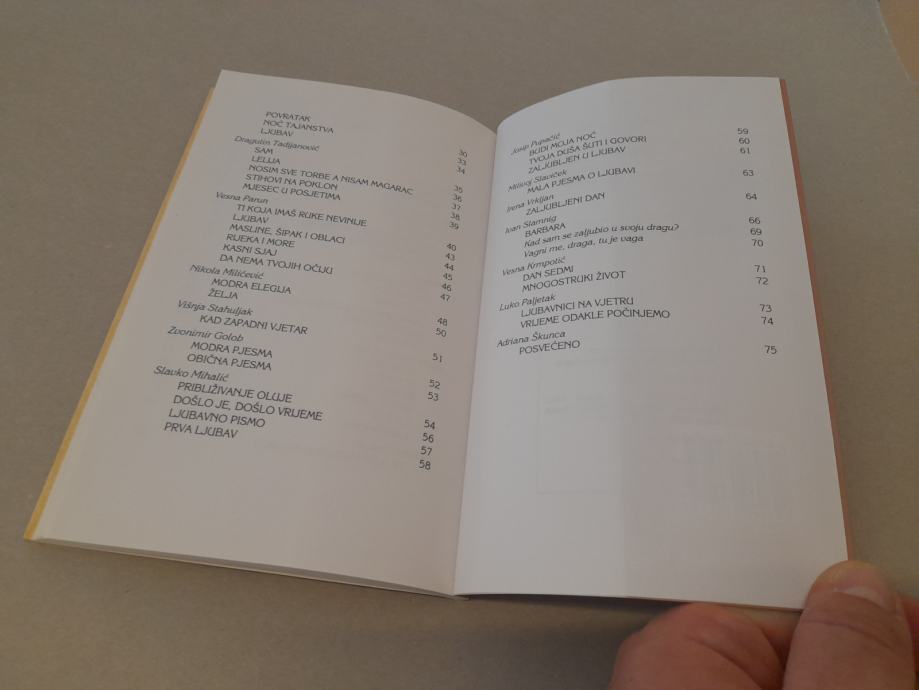 POVRATAK 30
NOĆ TAJANSTVA 33
LJUBAV 34
Dragutin Tadijanović
SAM 35
LELIJA 36
NOSIM SVE TORBE A NISAM MAGARAC 37
STIHOVI NA POKLON 38
MJESEC U POSJETIMA 39
Vesna Parun
TI KOJA IMAŠ RUKE NEVINIJE 40
LJUBAV 43
MASLINE, ŠIPAK I OBLACI 44
RIJEKA I MORE 45
KASNI SJAJ 46
DA NEMA TVOJIH OČIJU 47
Nikola Milićević
MODRA ELEGIJA 48
ŽELJA 50
Višnja Stahuljak
KAD ZAPADNI VJETAR 51
Zvonimir Golob
MODRA PJESMA 52
OBIČNA PJESMA 53
Slavko Mihalić
PRIBLIŽIVANJE OLUJE 54
DOŠLO JE, DOŠLO VRIJEME 56
LJUBAVNO PISMO 57
PRVA LJUBAV 58
Josip Pupačić
BUDI MOJA NOĆ 59
TVOJA DUŠA ŠUTI I GOVORI 60
ZALJUBLJEN U LJUBAV 61
Milivoj Slaviček
MALA PJESMA O LJUBAVI 63
Irena Vrkljan
ZALJUBLJENI DAN 64
Ivan Slamnig
BARBARA 66
Kad sam se zaljubio u svoju dragu? 69
Vagni me, draga, tu je vaga 70
Vesna Krmpotić
DAN SEDMI 71
MNOGOSTRUKI ŽIVOT 72
Luko Paljetak
LJUBAVNICI NA VJETRU 73
VRIJEME ODAKLE POČINJEMO 74
Adriana Škunca
POSVEĆENO 75